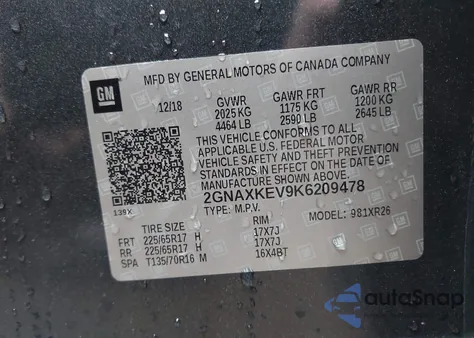 MFD BY GENERAL MOTORS OF CANADA COMPANY
GM
12/18 GVWR GAWR FRT GAWR RR
2025 KG 1175 KG 1200 KG
4464 LB 2590 LB 2645 LB
THIS VEHICLE CONFORMS TO ALL
APPLICABLE U.S. FEDERAL MOTOR
VEHICLE SAFETY AND THEFT PREVENTION
STANDARDS IN EFFECT ON THE DATE OF
MANUFACTURE SHOWN ABOVE.
139X
2GNAXKEV9K6209478
TYPE: M.P.V. MODEL: 981XR26
TIRE SIZE RIM
FRT 225/65R17 H 17X7J
RR 225/65R17 H 17X7J
SPA T135/70R16 M 16X4BT
autoSnap